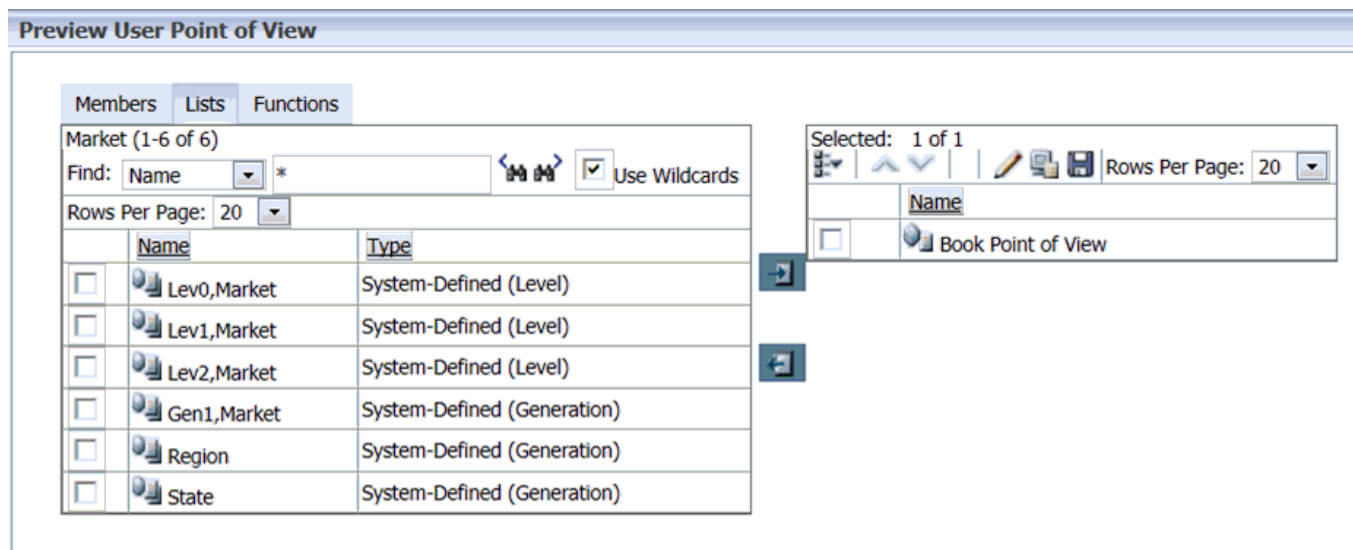 Preview User Point of View
Members Lists Functions
Market (1-6 of 6)
Find: Name * Use Wildcards
Rows Per Page: 20
Name Type
Lev0,Market System-Defined (Level)
Lev1,Market System-Defined (Level)
Lev2,Market System-Defined (Level)
Gen1,Market System-Defined (Generation)
Region System-Defined (Generation)
State System-Defined (Generation)
Selected: 1 of 1
Rows Per Page: 20
Name
Book Point of View